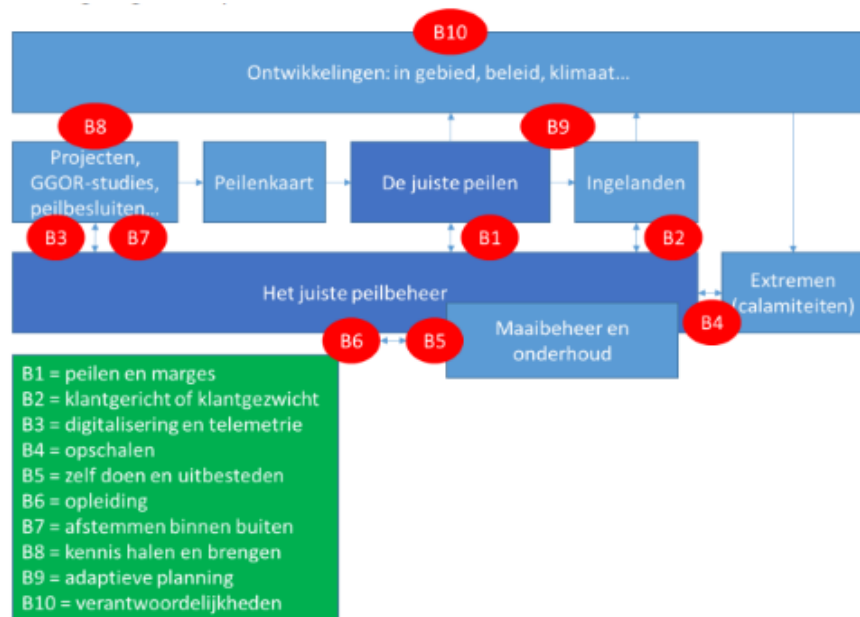 B10
Ontwikkelingen: in gebied, beleid, klimaat...
B8
B9
Projecten,
GGOR-studies,
peilbesluiten...
Peilenkaart
De juiste peilen
Ingelanden
B3
B7
B1
B2
Het juiste peilbeheer
Extremen
(calamiteiten)
B4
B6
B5
Maaibeheer en
onderhoud
B1 = peilen en marges
B2 = klantgericht of klantgezwicht
B3 = digitalisering en telemetrie
B4 = opschalen
B5 = zelf doen en uitbesteden
B6 = opleiding
B7 = afstemmen binnen buiten
B8 = kennis halen en brengen
B9 = adaptieve planning
B10 = verantwoordelijkheden